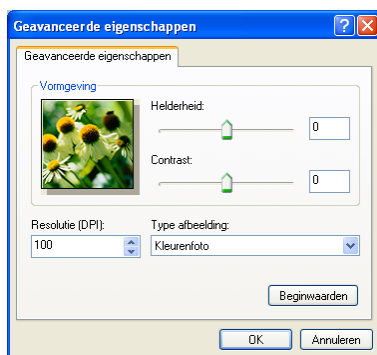 Geavanceerde eigenschappen
Geavanceerde eigenschappen
Vormgeving
Helderheid:
0
Contrast:
0
Resolutie (DPI):
100
Type afbeelding:
Kleurenfoto
Beginwaarden
OK
Annuleren